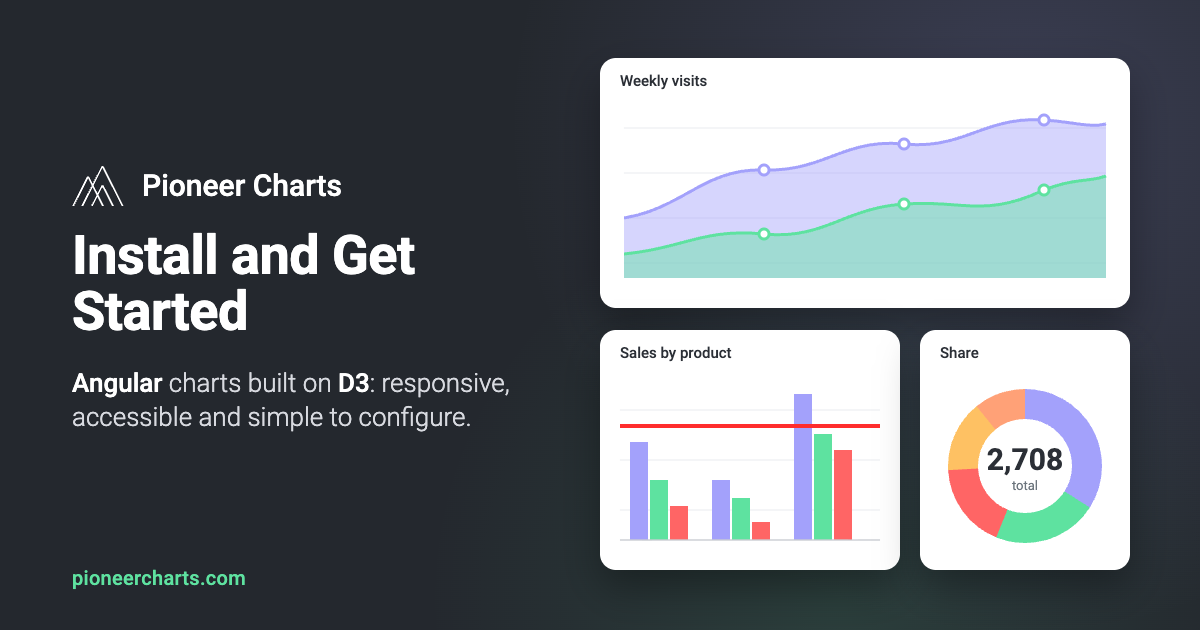 Pioneer Charts
Install and Get
Started
Angular charts built on D3: responsive,
accessible and simple to configure.
pioneercharts.com
Weekly visits
Sales by product
Share
2,708
total